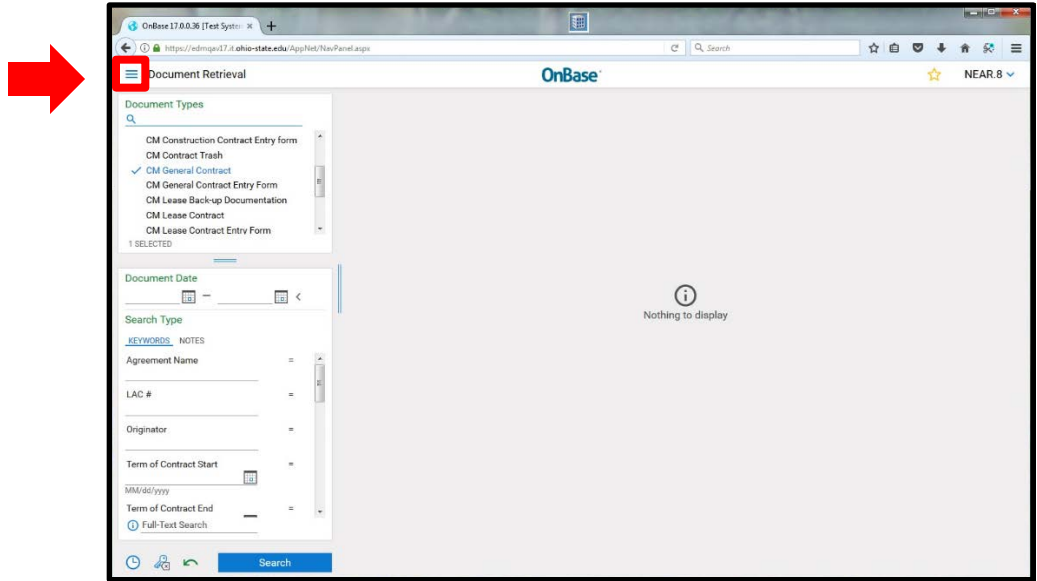 OnBase 17.0.0.36 [Test System
https://edmqav17.it.ohio-state.edu/AppNet/NavPanel.aspx
Search
Document Retrieval
OnBase
NEAR.8
Document Types
CM Construction Contract Entry form
CM Contract Trash
CM General Contract
CM General Contract Entry Form
CM Lease Back-up Documentation
CM Lease Contract
CM Lease Contract Entry Form
1 SELECTED
Document Date
–
Search Type
KEYWORDS NOTES
Agreement Name =
LAC # =
Originator =
Term of Contract Start =
MM/dd/yyyy
Term of Contract End =
Full-Text Search
Search
Nothing to display